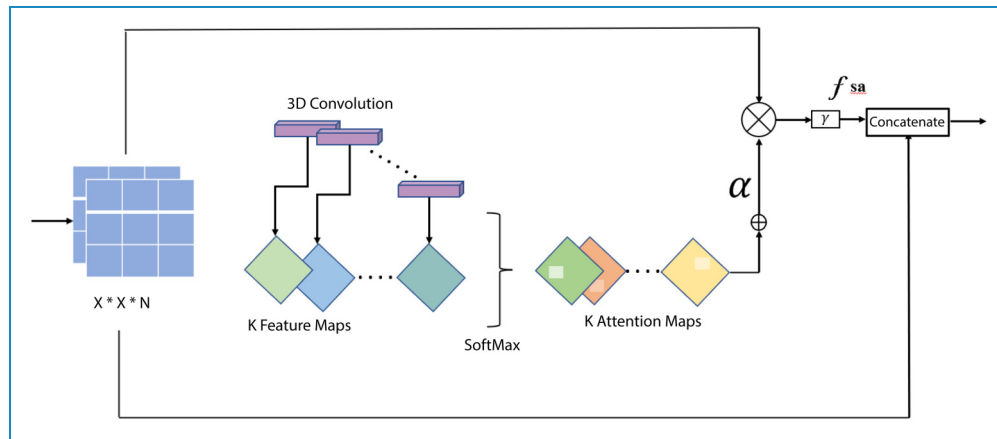 3D Convolution
f sa
γ
Concatenate
α
X * X * N
K Feature Maps
K Attention Maps
SoftMax